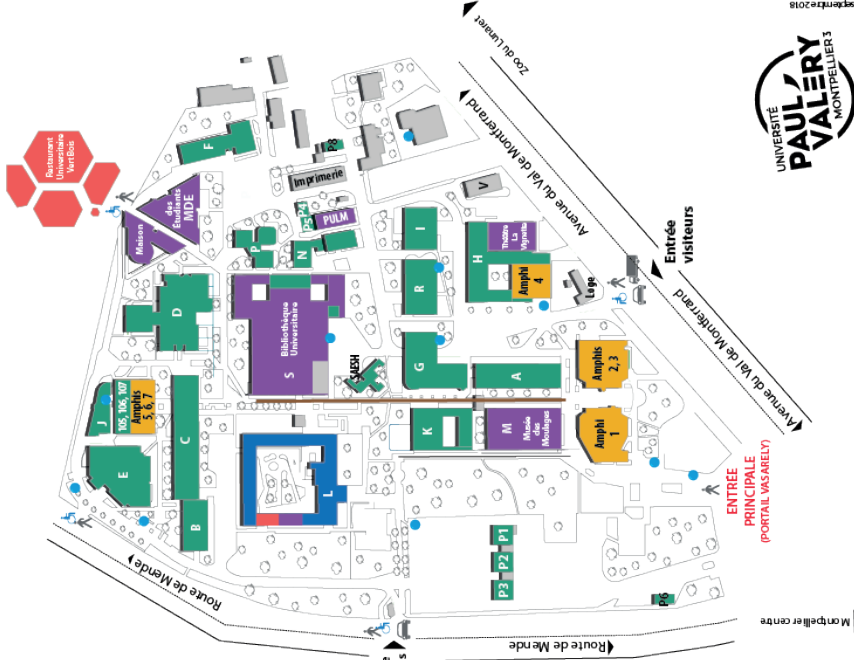 septembre 2018
UNIVERSITÉ
PAUL
VALÉRY
MONTPELLIER 3
Zoo du Lunaret
Avenue du Val de Montferrand
Restaurant
Universitaire
Vert Bois
F
P8
Imprimerie
V
des
Étudiants
MDE
Maison
P4
P5
PULM
P
N
I
H
Théâtre
La
Vignette
Entrée
visiteurs
D
Bibliothèque
Universitaire
S
R
Amphi
4
Loge
Avenue du Val de Montferrand
SAESH
G
A
Amphis
2, 3
J
105, 106, 107
Amphis
5, 6, 7
C
E
K
M
Musée
des
Moulages
Amphi
1
L
B
ENTRÉE
PRINCIPALE
(PORTAIL VASARELY)
P1
P2
P3
P6
Route de Mende
Route de Mende
Montpellier centre